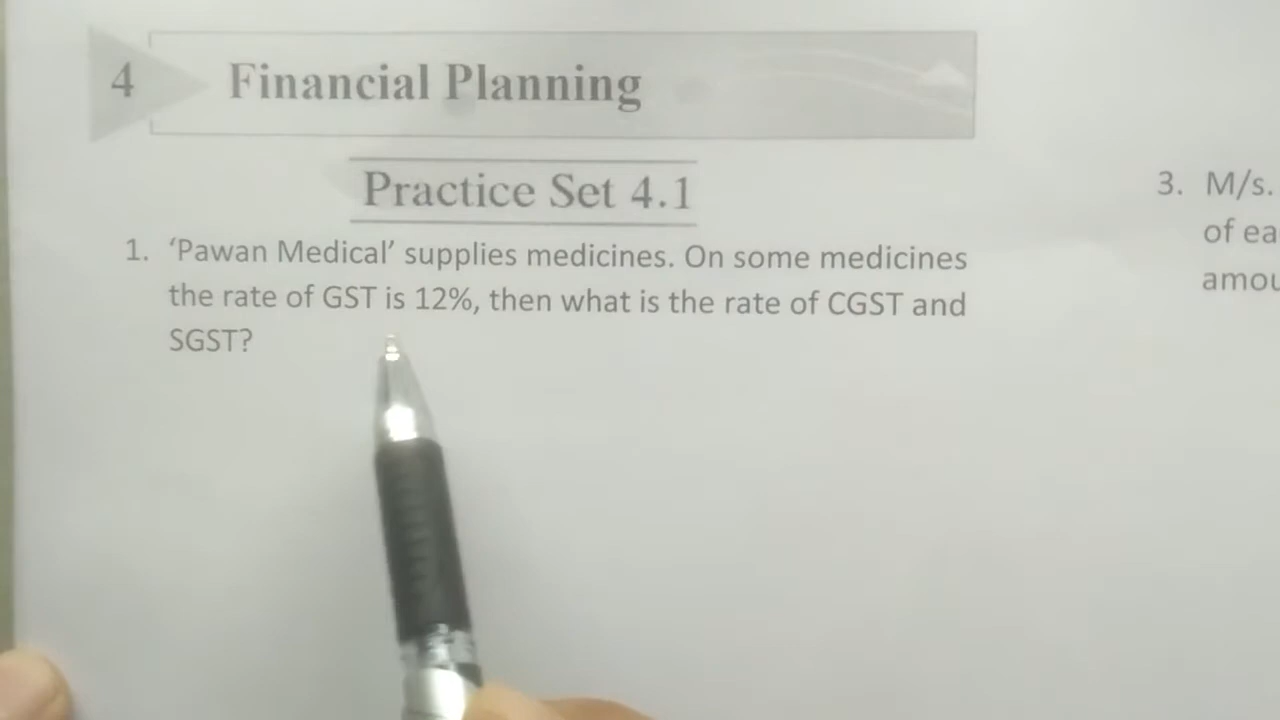 4 Financial Planning
Practice Set 4.1
1. ‘Pawan Medical’ supplies medicines. On some medicines
the rate of GST is 12%, then what is the rate of CGST and
SGST?
3. M/s.
of ea
amou